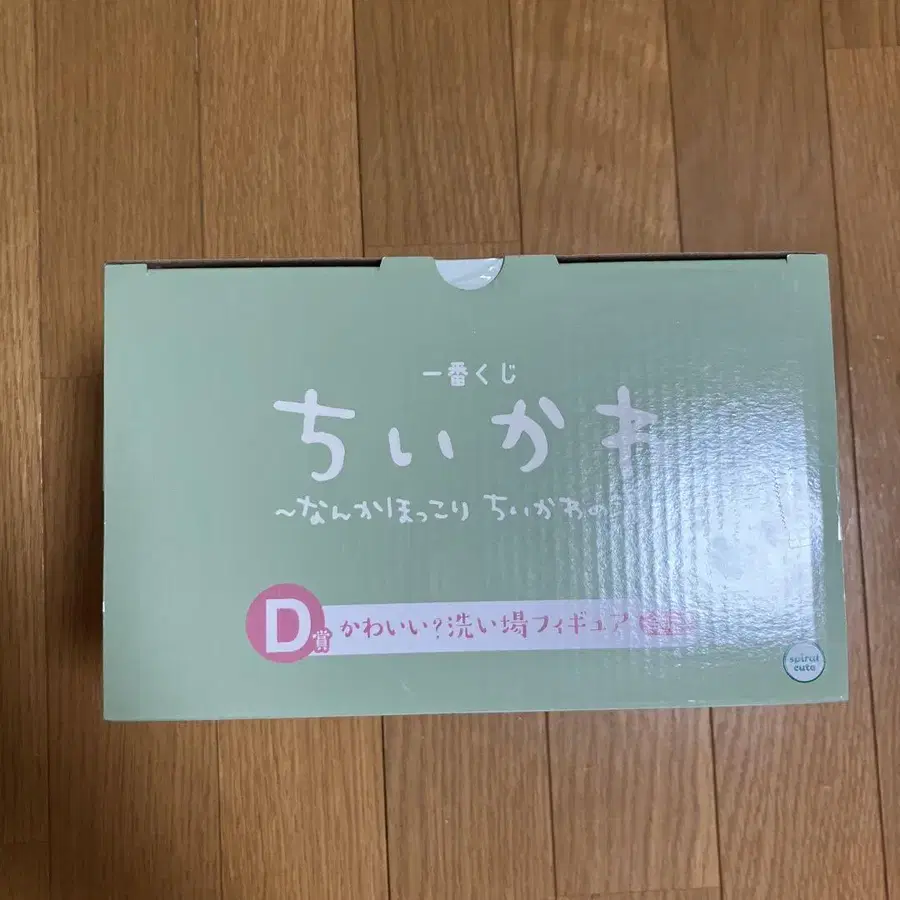 一番くじ
ちいかわ
～なんかほっこり ちいかわの
D賞 かわいい?洗い場フィギュア
spiral
cute